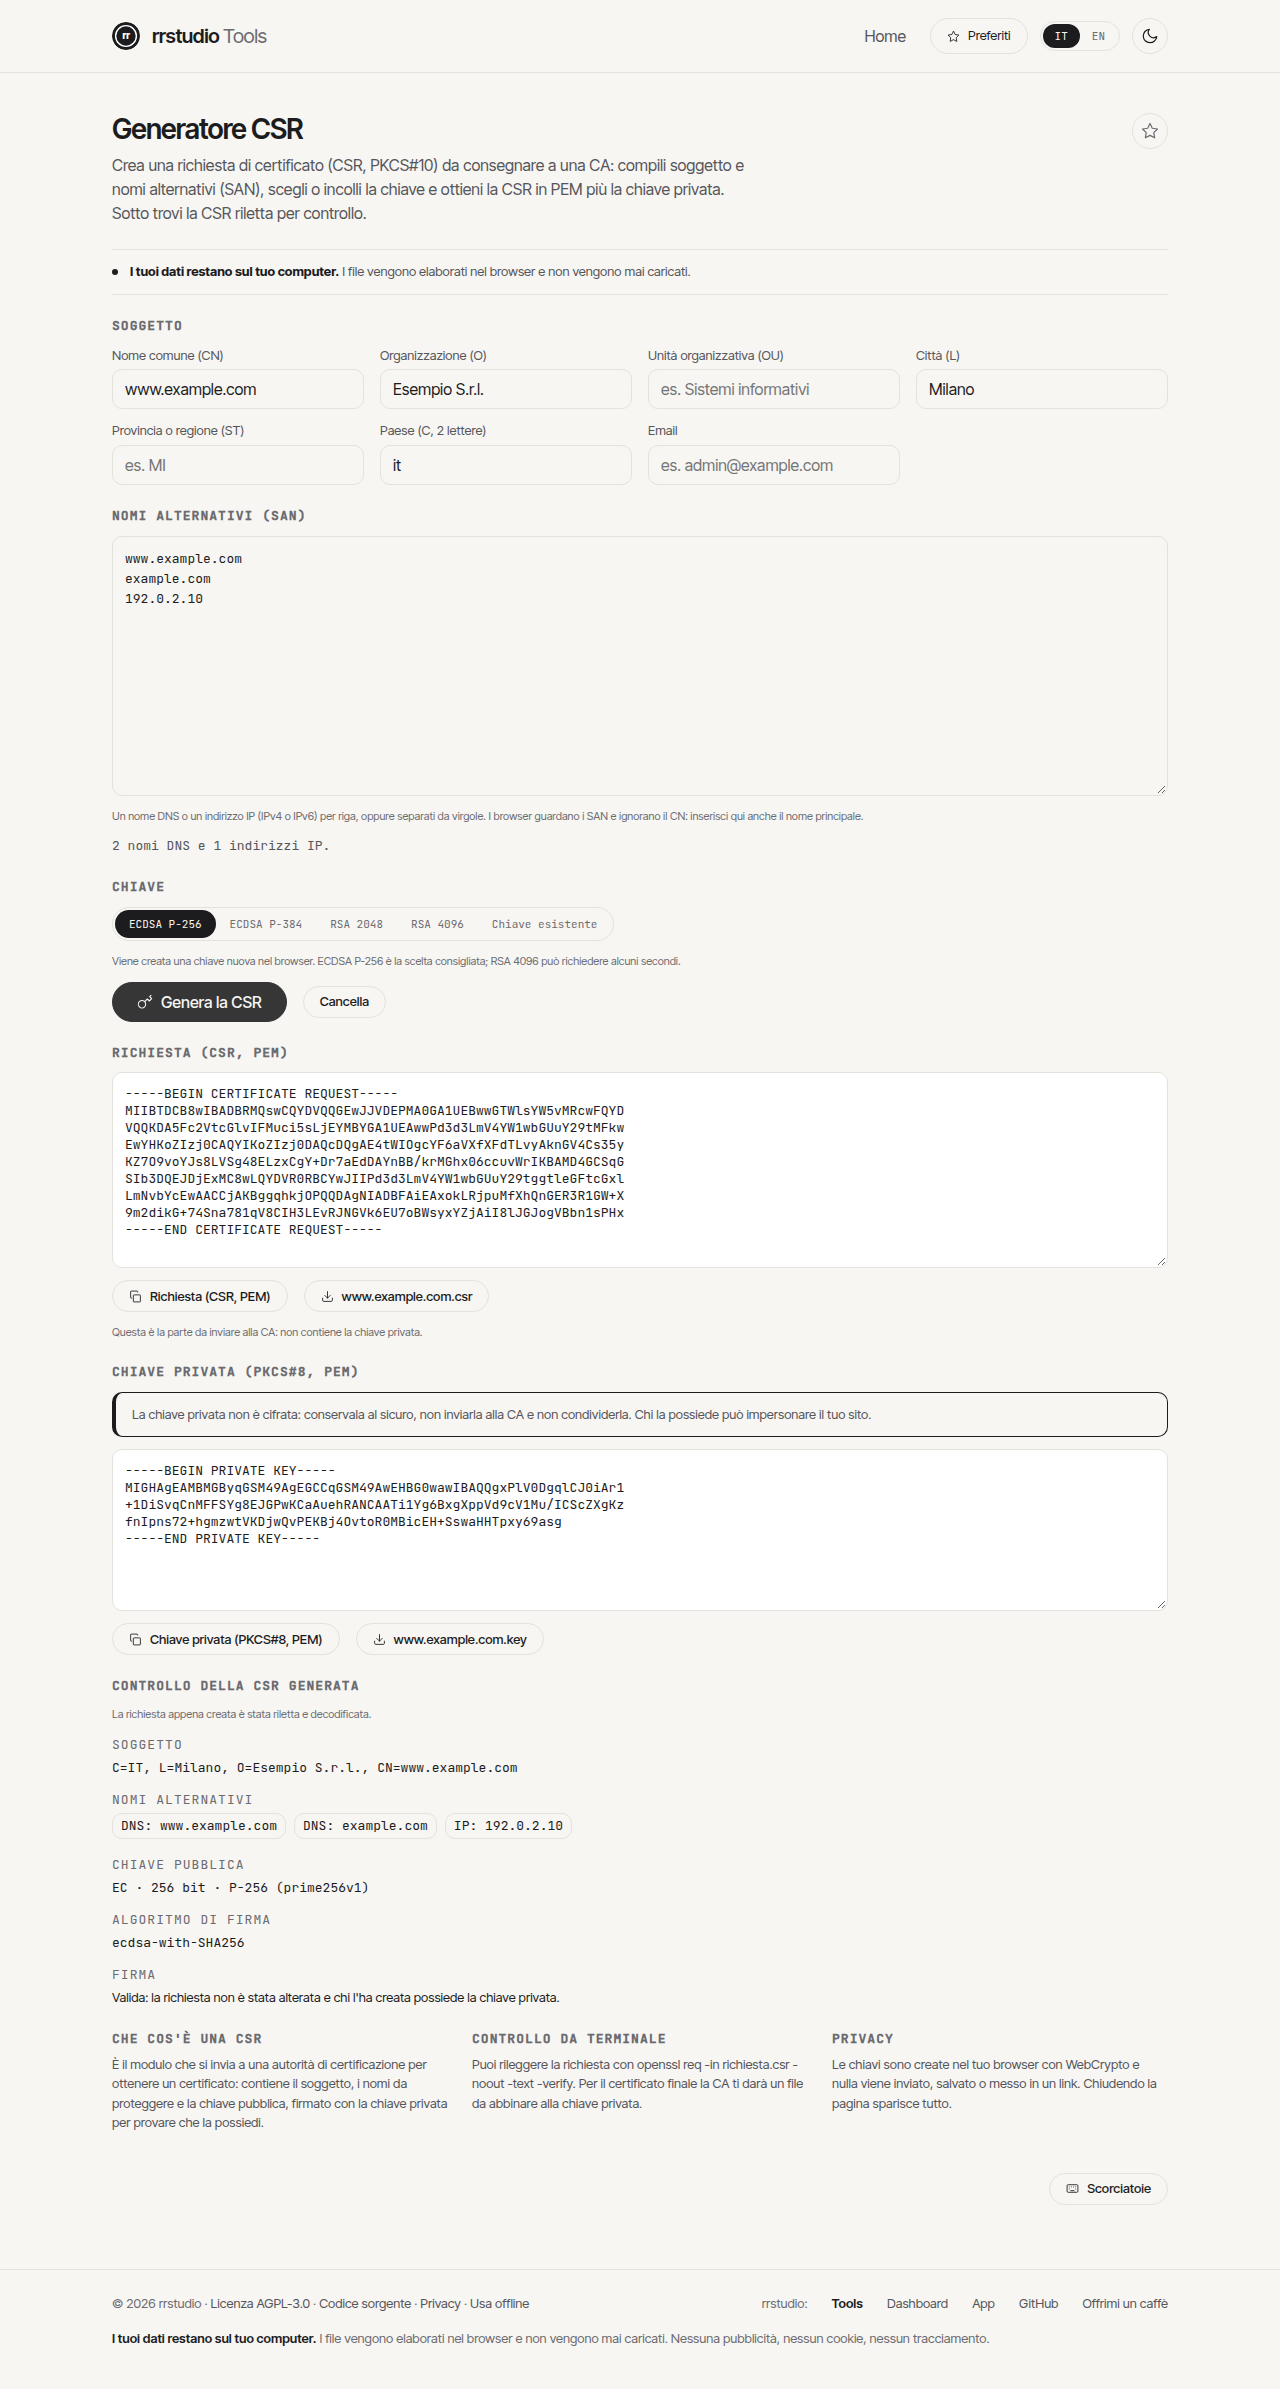 rr rrstudio Tools
Home
Preferiti
IT EN
Generatore CSR
Crea una richiesta di certificato (CSR, PKCS#10) da consegnare a una CA: compili soggetto e
nomi alternativi (SAN), scegli o incolli la chiave e ottieni la CSR in PEM più la chiave privata.
Sotto trovi la CSR riletta per controllo.
I tuoi dati restano sul tuo computer. I file vengono elaborati nel browser e non vengono mai caricati.
SOGGETTO
Nome comune (CN) Organizzazione (O) Unità organizzativa (OU) Città (L)
www.example.com Esempio S.r.l. es. Sistemi informativi Milano
Provincia o regione (ST) Paese (C, 2 lettere) Email
es. MI it es. admin@example.com
NOMI ALTERNATIVI (SAN)
www.example.com
example.com
192.0.2.10
Un nome DNS o un indirizzo IP (IPv4 o IPv6) per riga, oppure separati da virgole. I browser guardano i SAN e ignorano il CN: inserisci qui anche il nome principale.
2 nomi DNS e 1 indirizzi IP.
CHIAVE
ECDSA P-256 ECDSA P-384 RSA 2048 RSA 4096 Chiave esistente
Viene creata una chiave nuova nel browser. ECDSA P-256 è la scelta consigliata; RSA 4096 può richiedere alcuni secondi.
Genera la CSR Cancella
RICHIESTA (CSR, PEM)
-----BEGIN CERTIFICATE REQUEST-----
MIIBTDCB8wIBADBRMQswCQYDVQQGEwJJVDEPMA0GA1UEBwwGTWlsYW5vMRcwFQYD
VQQKDA5Fc2VtcGlvIFMuci5sLjEYMBYGA1UEAwwPd3d3LmV4YW1wbGUuY29tMFkw
EwYHKoZIzj0CAQYIKoZIzj0DAQcDQgAE4tWIOgcYF6aVXfXFdTLvyAknGV4Cs35y
KZ7O9voYJs8LVSg48ELzxCgY+Dr7aEdDAYnBB/krMGhx06ccuvWrIKBAMD4GCSqG
SIb3DQEJDjExMC8wLQYDVR0RBCYwJIIPd3d3LmV4YW1wbGUuY29tggtleGFtcGxl
LmNvbYcEwAACCjAKBggqhkjOPQQDAgNIADBFAiEAxokLRjpuMfXhQnGER3R1GW+X
9m2dikG+74Sna781qV8CIH3LEvRJNGVk6EU7oBWsyxYZjAiI8lJGJogVBbn1sPHx
-----END CERTIFICATE REQUEST-----
Richiesta (CSR, PEM) www.example.com.csr
Questa è la parte da inviare alla CA: non contiene la chiave privata.
CHIAVE PRIVATA (PKCS#8, PEM)
La chiave privata non è cifrata: conservala al sicuro, non inviarla alla CA e non condividerla. Chi la possiede può impersonare il tuo sito.
-----BEGIN PRIVATE KEY-----
MIGHAgEAMBMGByqGSM49AgEGCCqGSM49AwEHBG0wawIBAQQgxPlV0DgqlCJ0iAr1
+1DiSvqCnMFFSYg8EJGPwKCaAuehRANCAATi1Yg6BxgXppVd9cV1Mu/ICScZXgKz
fnIpns72+hgmzwtVKDjwQvPEKBj4OvtoR0MBicEH+SswaHHTpxy69asg
-----END PRIVATE KEY-----
Chiave privata (PKCS#8, PEM) www.example.com.key
CONTROLLO DELLA CSR GENERATA
La richiesta appena creata è stata riletta e decodificata.
SOGGETTO
C=IT, L=Milano, O=Esempio S.r.l., CN=www.example.com
NOMI ALTERNATIVI
DNS: www.example.com DNS: example.com IP: 192.0.2.10
CHIAVE PUBBLICA
EC · 256 bit · P-256 (prime256v1)
ALGORITMO DI FIRMA
ecdsa-with-SHA256
FIRMA
Valida: la richiesta non è stata alterata e chi l'ha creata possiede la chiave privata.
CHE COS'È UNA CSR
È il modulo che si invia a una autorità di certificazione per
ottenere un certificato: contiene il soggetto, i nomi da
proteggere e la chiave pubblica, firmato con la chiave privata
per provare che la possiedi.
CONTROLLO DA TERMINALE
Puoi rileggere la richiesta con openssl req -in richiesta.csr -
noout -text -verify. Per il certificato finale la CA ti darà un file
da abbinare alla chiave privata.
PRIVACY
Le chiavi sono create nel tuo browser con WebCrypto e
nulla viene inviato, salvato o messo in un link. Chiudendo la
pagina sparisce tutto.
Scorciatoie
© 2026 rrstudio · Licenza AGPL-3.0 · Codice sorgente · Privacy · Usa offline
rrstudio: Tools Dashboard App GitHub Offrimi un caffè
I tuoi dati restano sul tuo computer. I file vengono elaborati nel browser e non vengono mai caricati. Nessuna pubblicità, nessun cookie, nessun tracciamento.